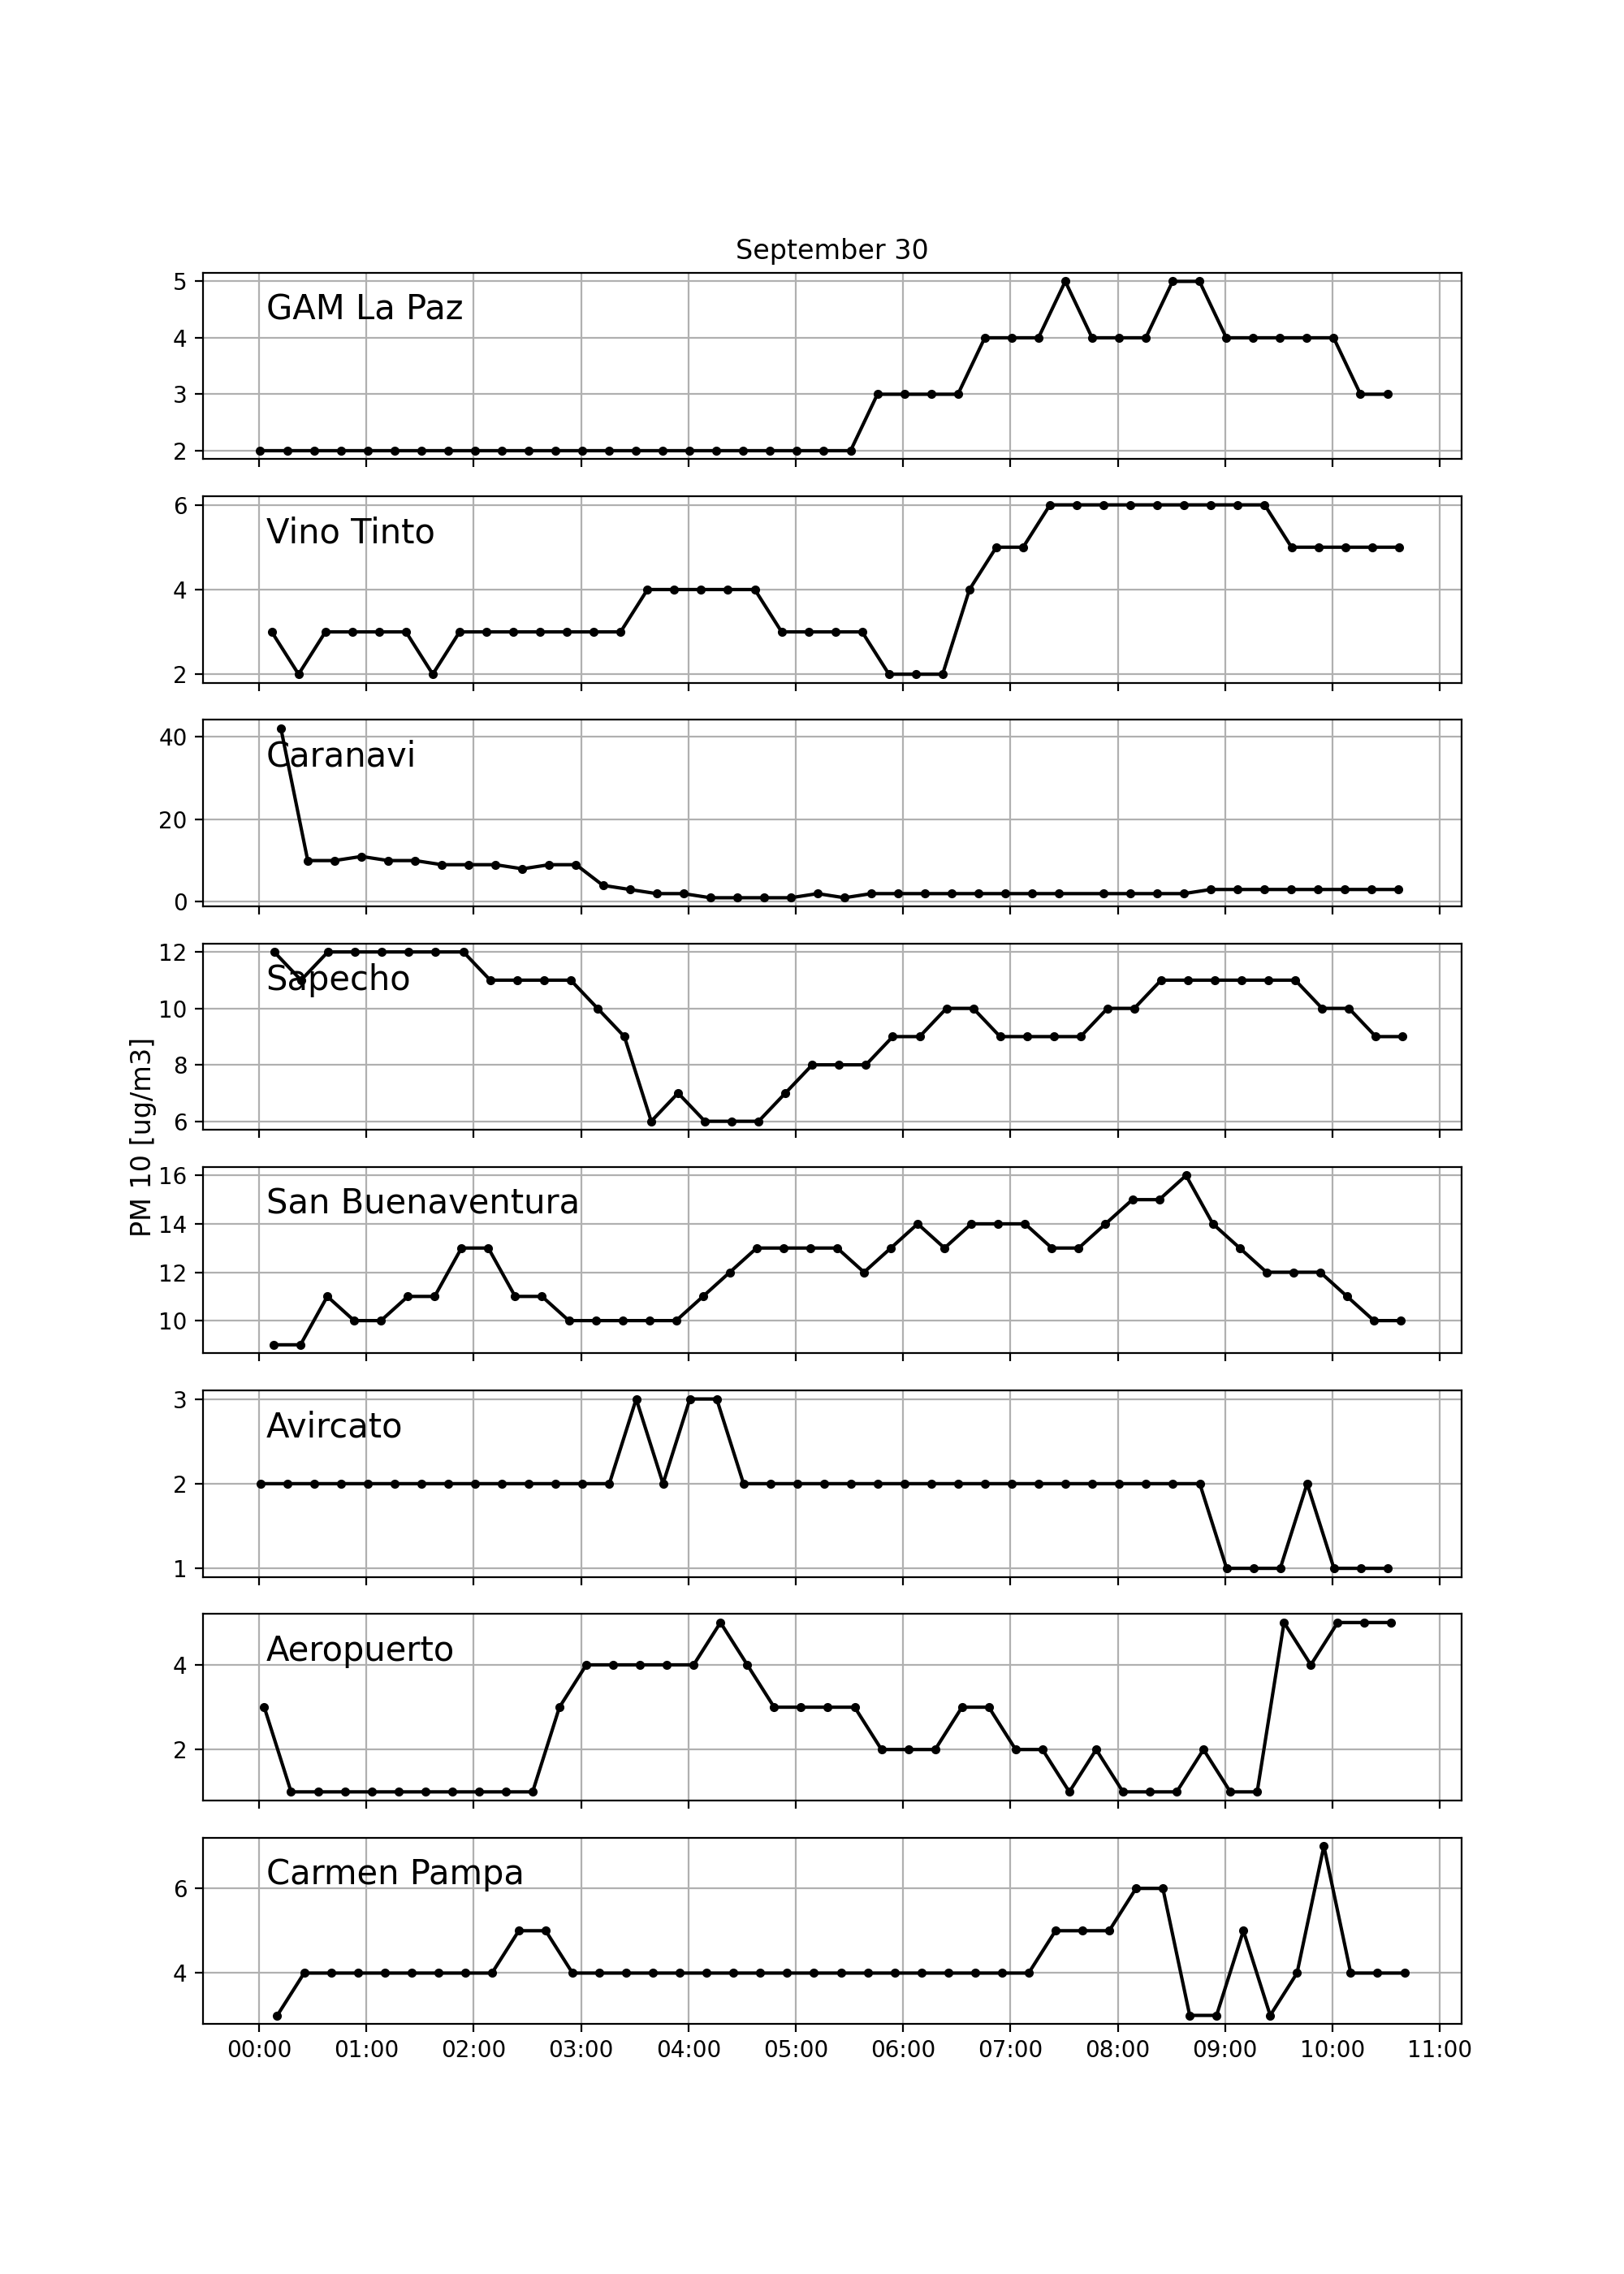 September 30
5
GAM La Paz
4
3
2
6
Vino Tinto
4
2
40
Caranavi
20
0
12
Sapecho
10
8
6
PM 10 [ug/m3]
16
San Buenaventura
14
12
10
3
Avircato
2
1
Aeropuerto
4
2
Carmen Pampa
6
4
00:00 01:00 02:00 03:00 04:00 05:00 06:00 07:00 08:00 09:00 10:00 11:00